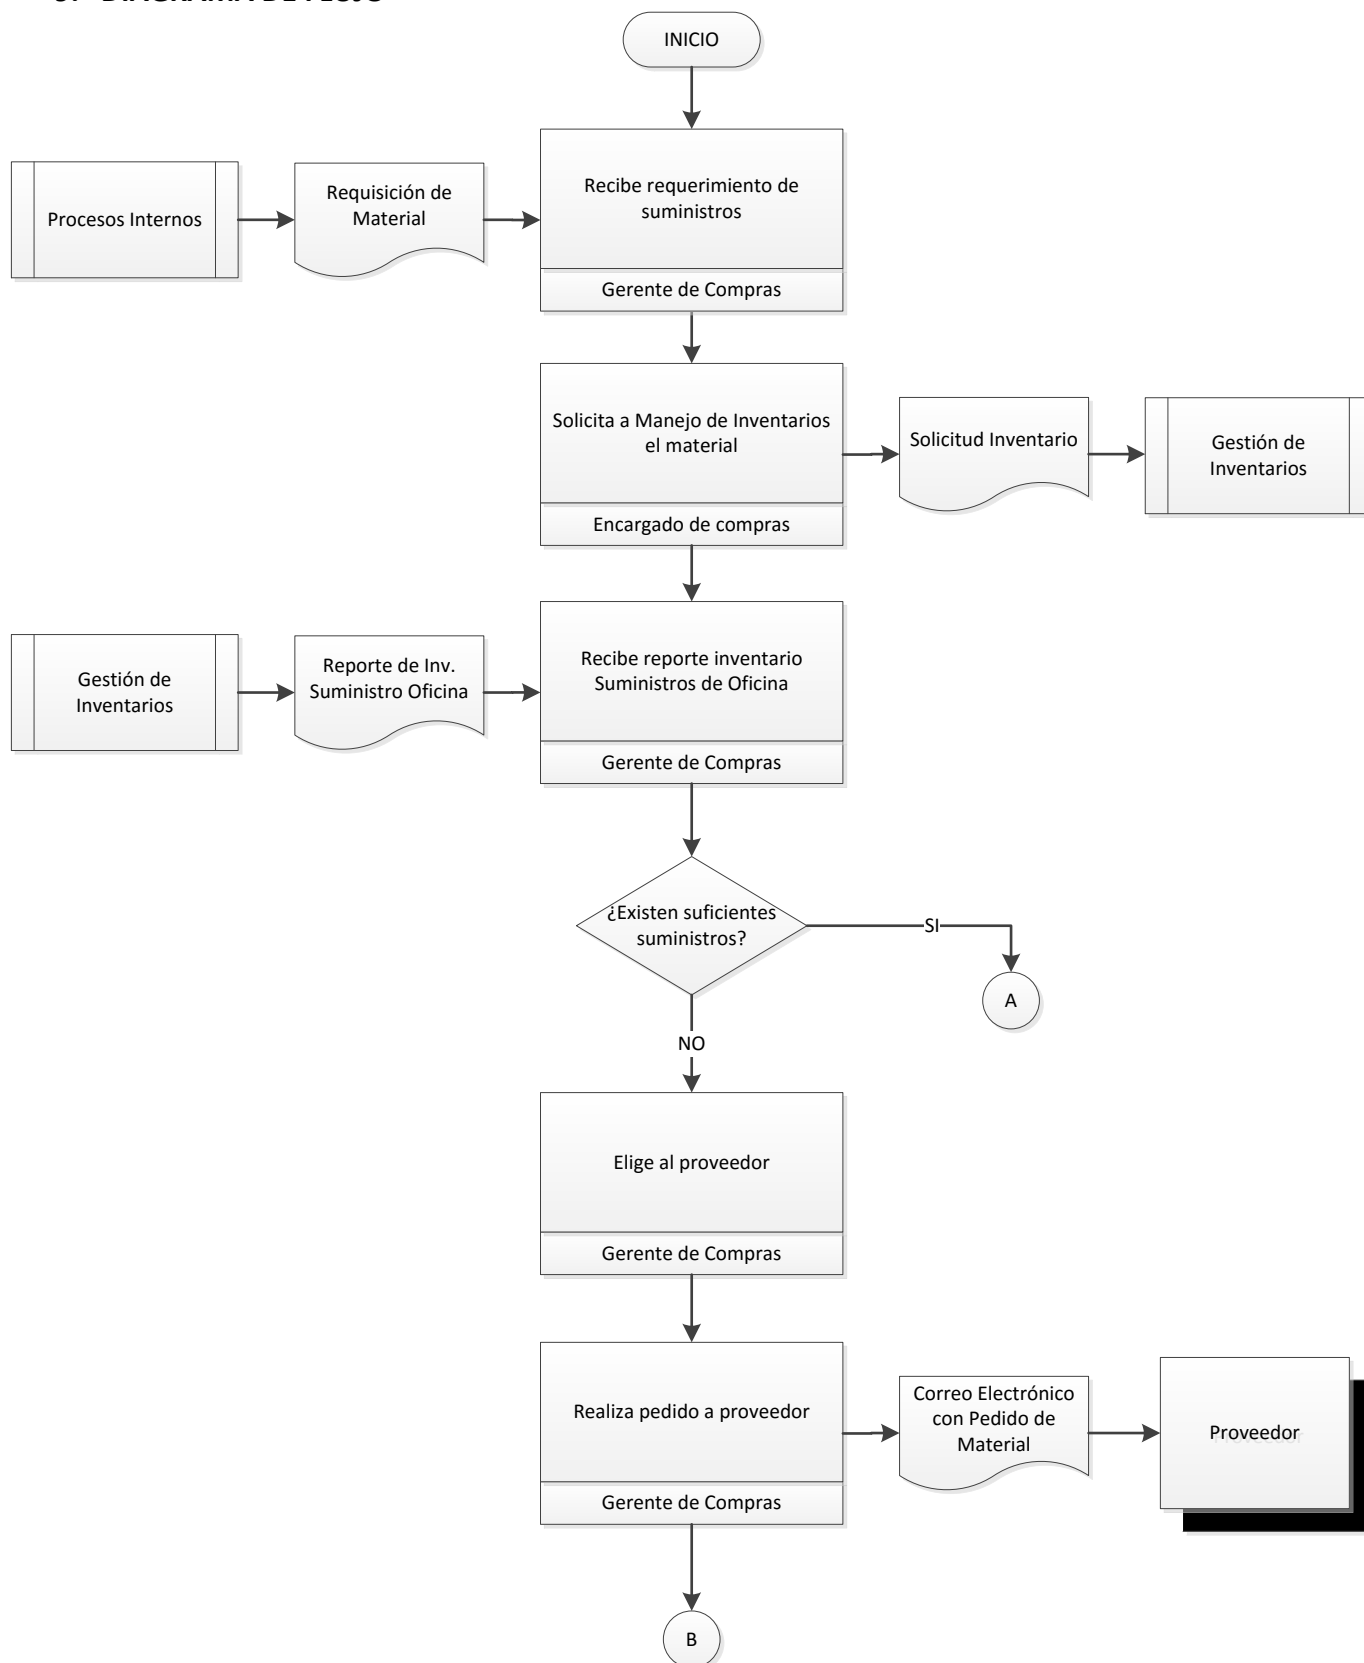 INICIO
Procesos Internos
Requisición de
Material
Recibe requerimiento de
suministros
Gerente de Compras
Solicita a Manejo de Inventarios
el material
Encargado de compras
Solicitud Inventario
Gestión de
Inventarios
Gestión de
Inventarios
Reporte de Inv.
Suministro Oficina
Recibe reporte inventario
Suministros de Oficina
Gerente de Compras
¿Existen suficientes
suministros?
SI
A
NO
Elige al proveedor
Gerente de Compras
Realiza pedido a proveedor
Gerente de Compras
Correo Electrónico
con Pedido de
Material
Proveedor
B